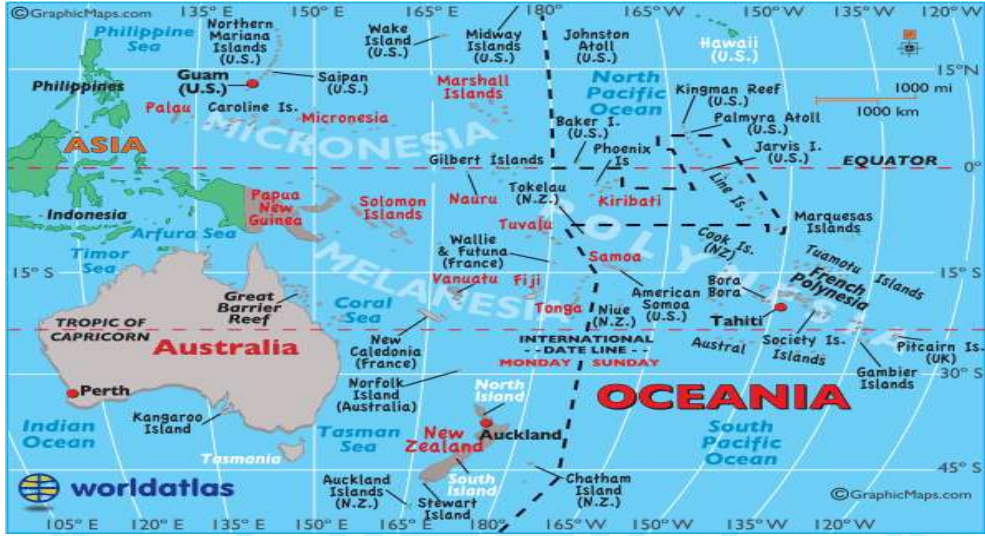 ©GraphicMaps.com
135°E
150°E
165°E
180°
165°W
150°W
135°W
120°W
Philippine
Sea
Northern
Mariana
Islands
(U.S.)
Wake
Island
(U.S.)
Midway
Islands
(U.S.)
Johnston
Atoll
(U.S.)
Hawaii
(U.S.)
Philippines
Guam
(U.S.)
Saipan
(U.S.)
Marshall
Islands
North
Pacific
Ocean
15°N
Kingman Reef
(U.S.)
1000 mi
1000 km
Palau
Caroline Is.
Micronesia
MICRONESIA
Baker I.
(U.S.)
Palmyra Atoll
(U.S.)
ASIA
Gilbert Islands
Phoenix
Is
Jarvis I.
(U.S.)
EQUATOR
0°
Indonesia
Papua
New
Guinea
Solomon
Islands
Nauru
Tokelau
(N.Z.)
Kiribati
Line Is.
Arfura Sea
Tuvalu
POLYNESIA
Cook Is.
(NZ)
Marquesas
Islands
Timor
Sea
MELANESIA
Wallie
& Futuna
(France)
Samoa
Tuamotu Islands
French
Polynesia
15° S
Great
Barrier
Reef
Coral
Sea
Vanuatu
Fiji
Tonga
Niue
(N.Z.)
American
Somoa
(U.S.)
Bora
Bora
Tahiti
15° S
TROPIC OF
CAPRICORN
Australia
New
Caledonia
(France)
INTERNATIONAL
--DATE LINE--
MONDAY
SUNDAY
Austral
Society Is.
Islands
Pitcairn Is.
(UK)
Gambier
Islands
Perth
Norfolk
Island
(Australia)
North
Island
OCEANIA
30° S
Indian
Ocean
Kangaroo
Island
Tasman
Sea
New
Zealand
Auckland
South
Pacific
Ocean
Tasmania
South
Island
45° S
worldatlas
Auckland
Islands
(N.Z.)
Stewart
Island
Chatham
Island
(N.Z.)
©GraphicMaps.com
105° E
120° E
135° E
150° E
165° E
180°
165° W
150° W
135° W
120° W